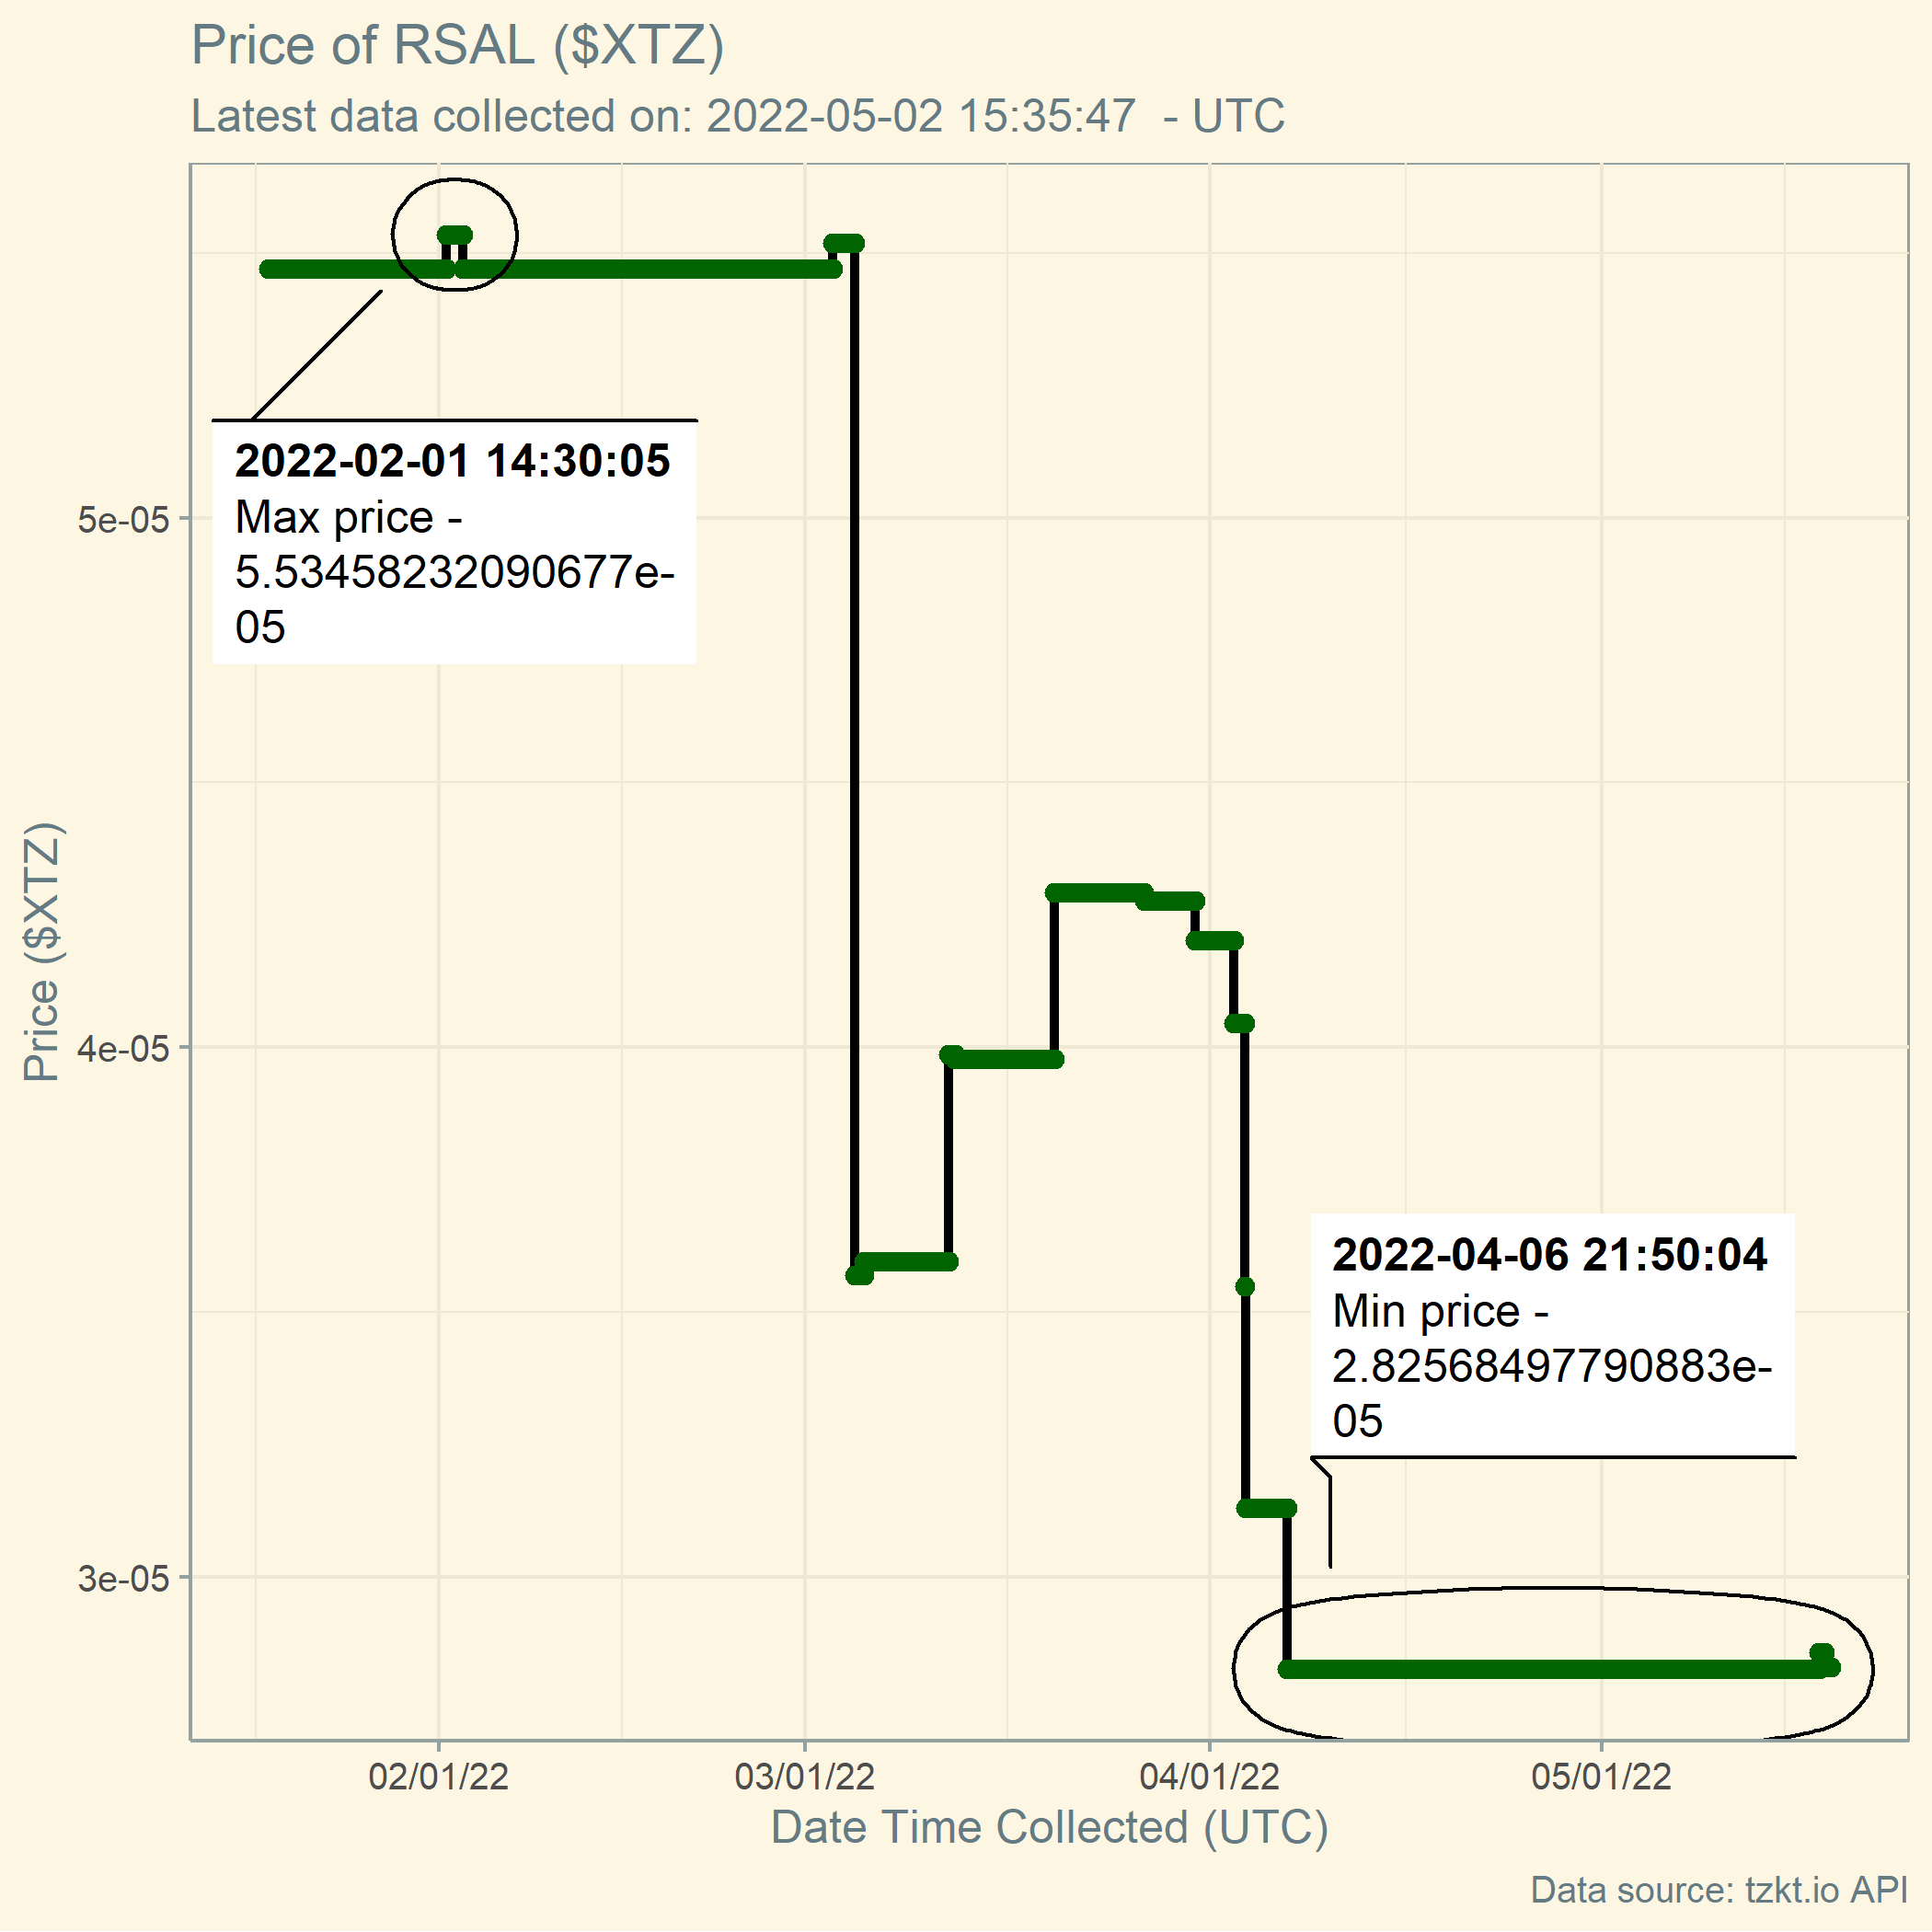 Price of RSAL ($XTZ)
Latest data collected on: 2022-05-02 15:35:47  - UTC
2022-02-01 14:30:05
Max price -
5.53458232090677e-
05
5e-05
4e-05
3e-05
Price ($XTZ)
2022-04-06 21:50:04
Min price -
2.82568497790883e-
05
02/01/22
03/01/22
04/01/22
05/01/22
Date Time Collected (UTC)
Data source: tzkt.io API